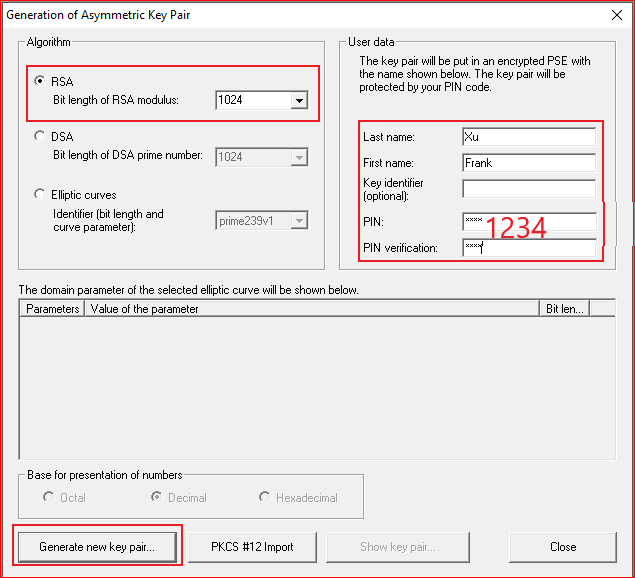 Generation of Asymmetric Key Pair
Algorithm
RSA
Bit length of RSA modulus:
1024
DSA
Bit length of DSA prime number:
1024
Elliptic curves
Identifier (bit length and
curve parameter):
prime239v1
User data
The key pair will be put in an encrypted PSE with
the name shown below. The key pair will be
protected by your PIN code.
Last name:
Xu
First name:
Frank
Key identifier
(optional):
PIN:
****
1234
PIN verification:
****
The domain parameter of the selected elliptic curve will be shown below.
Parameters Value of the parameter Bit len...
Base for presentation of numbers
Octal Decimal Hexadecimal
Generate new key pair... PKCS #12 Import Show key pair... Close